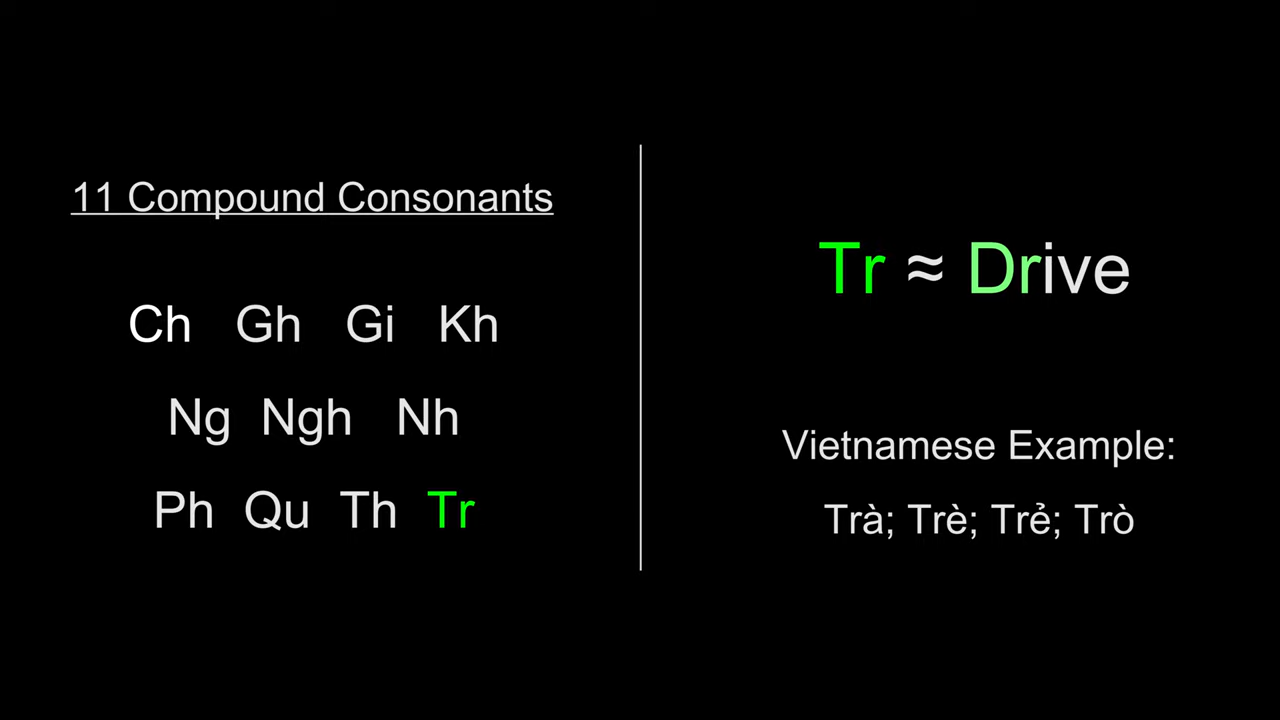 11 Compound Consonants
Ch Gh Gi Kh
Ng Ngh Nh
Ph Qu Th Tr
Tr ≈ Drive
Vietnamese Example:
Trà; Trè; Trẻ; Trò